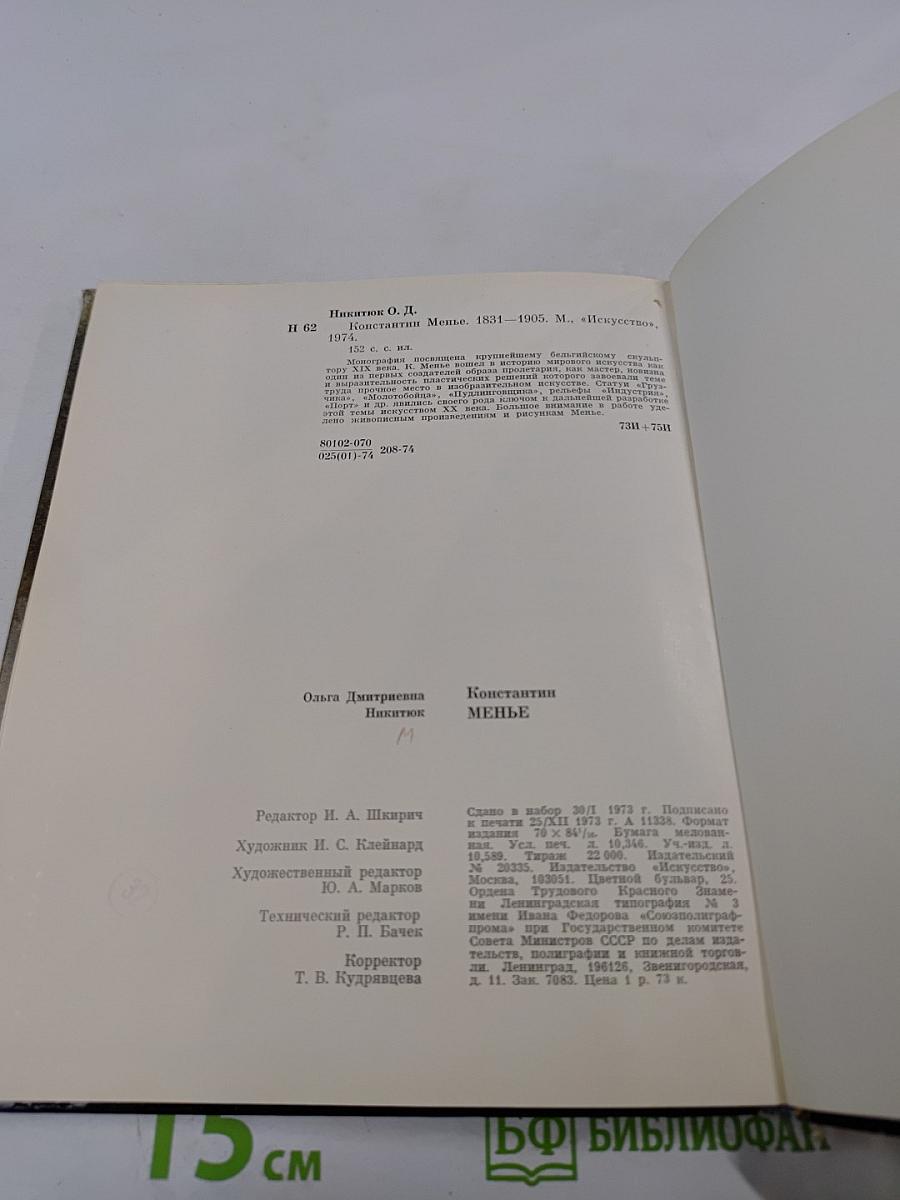 Никитюк О. Д.
Н 62 Константин Менье. 1831—1905. М., «Искусство»,
1974.
152 с. с. ил.
Монография посвящена крупнейшему бельгийскому скульп-
тору XIX века. К. Менье вошел в историю мирового искусства как
один из первых создателей образа пролетария, как мастер, новизна
и выразительность пластических решений которого завоевали теме
труда прочное место в изобразительном искусстве. Статуи «Груз-
чика», «Молотобойца», «Пудлинговщика», рельефы «Индустрия»,
«Порт» и др. явились своего рода ключом к дальнейшей разработке
этой темы искусством XX века. Большое внимание в работе уде-
лено живописным произведениям и рисункам Менье.
73И+75И
80102-070
025(01)-74 208-74
Ольга Дмитриевна
Никитюк
Константин
МЕНЬЕ
Редактор И. А. Шкирич
Художник И. С. Клейнард
Художественный редактор
Ю. А. Марков
Технический редактор
Р. П. Бачек
Корректор
Т. В. Кудрявцева
Сдано в набор 30/I 1973 г. Подписано
к печати 25/XII 1973 г. А 11338. Формат
издания 70 × 84¹/₁₆. Бумага мелован-
ная. Усл. печ. л. 10,346. Уч.-изд. л.
10,589. Тираж 22 000. Издательский
№ 20335. Издательство «Искусство»,
Москва, 103051. Цветной бульвар, 25.
Ордена Трудового Красного Знаме-
ни Ленинградская типография № 3
имени Ивана Федорова «Союзполиграф-
прома» при Государственном комитете
Совета Министров СССР по делам изда-
тельств, полиграфии и книжной торгов-
ли. Ленинград, 196126, Звенигородская,
д. 11. Зак. 7083. Цена 1 р. 73 к.
15 см
БФ БИБЛИОФАН